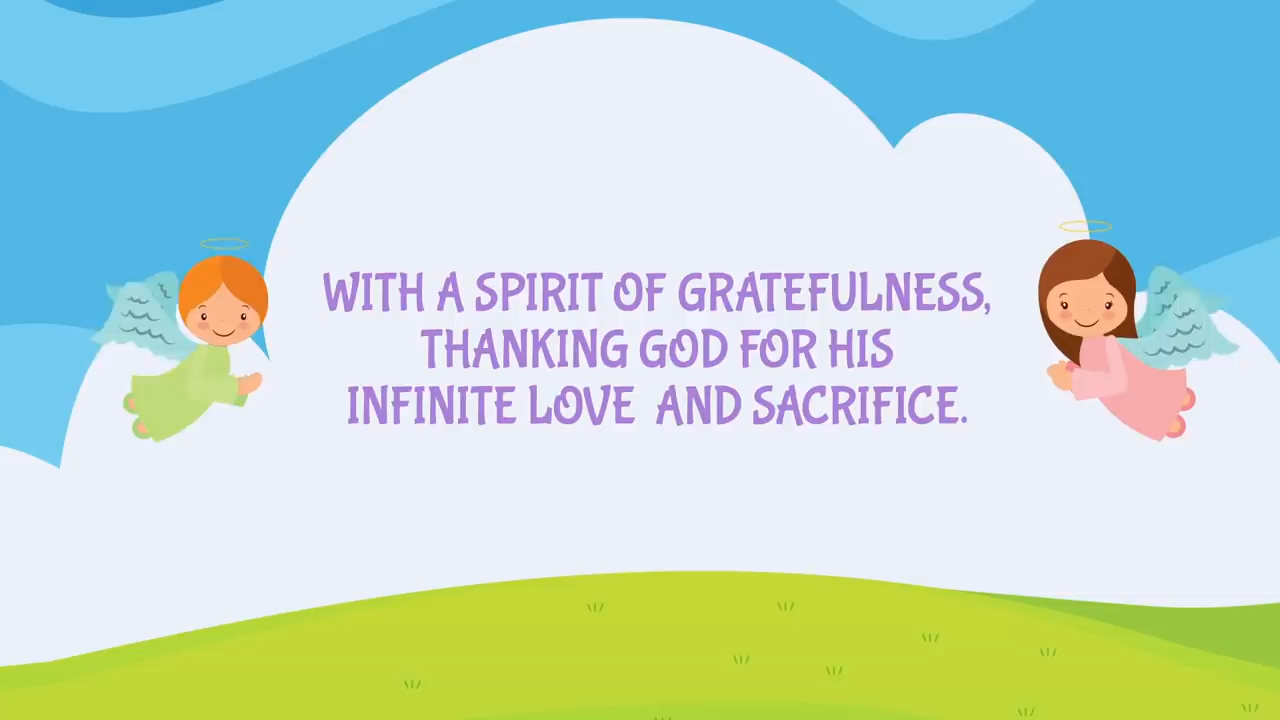 WITH A SPIRIT OF GRATEFULNESS,
THANKING GOD FOR HIS
INFINITE LOVE  AND SACRIFICE.